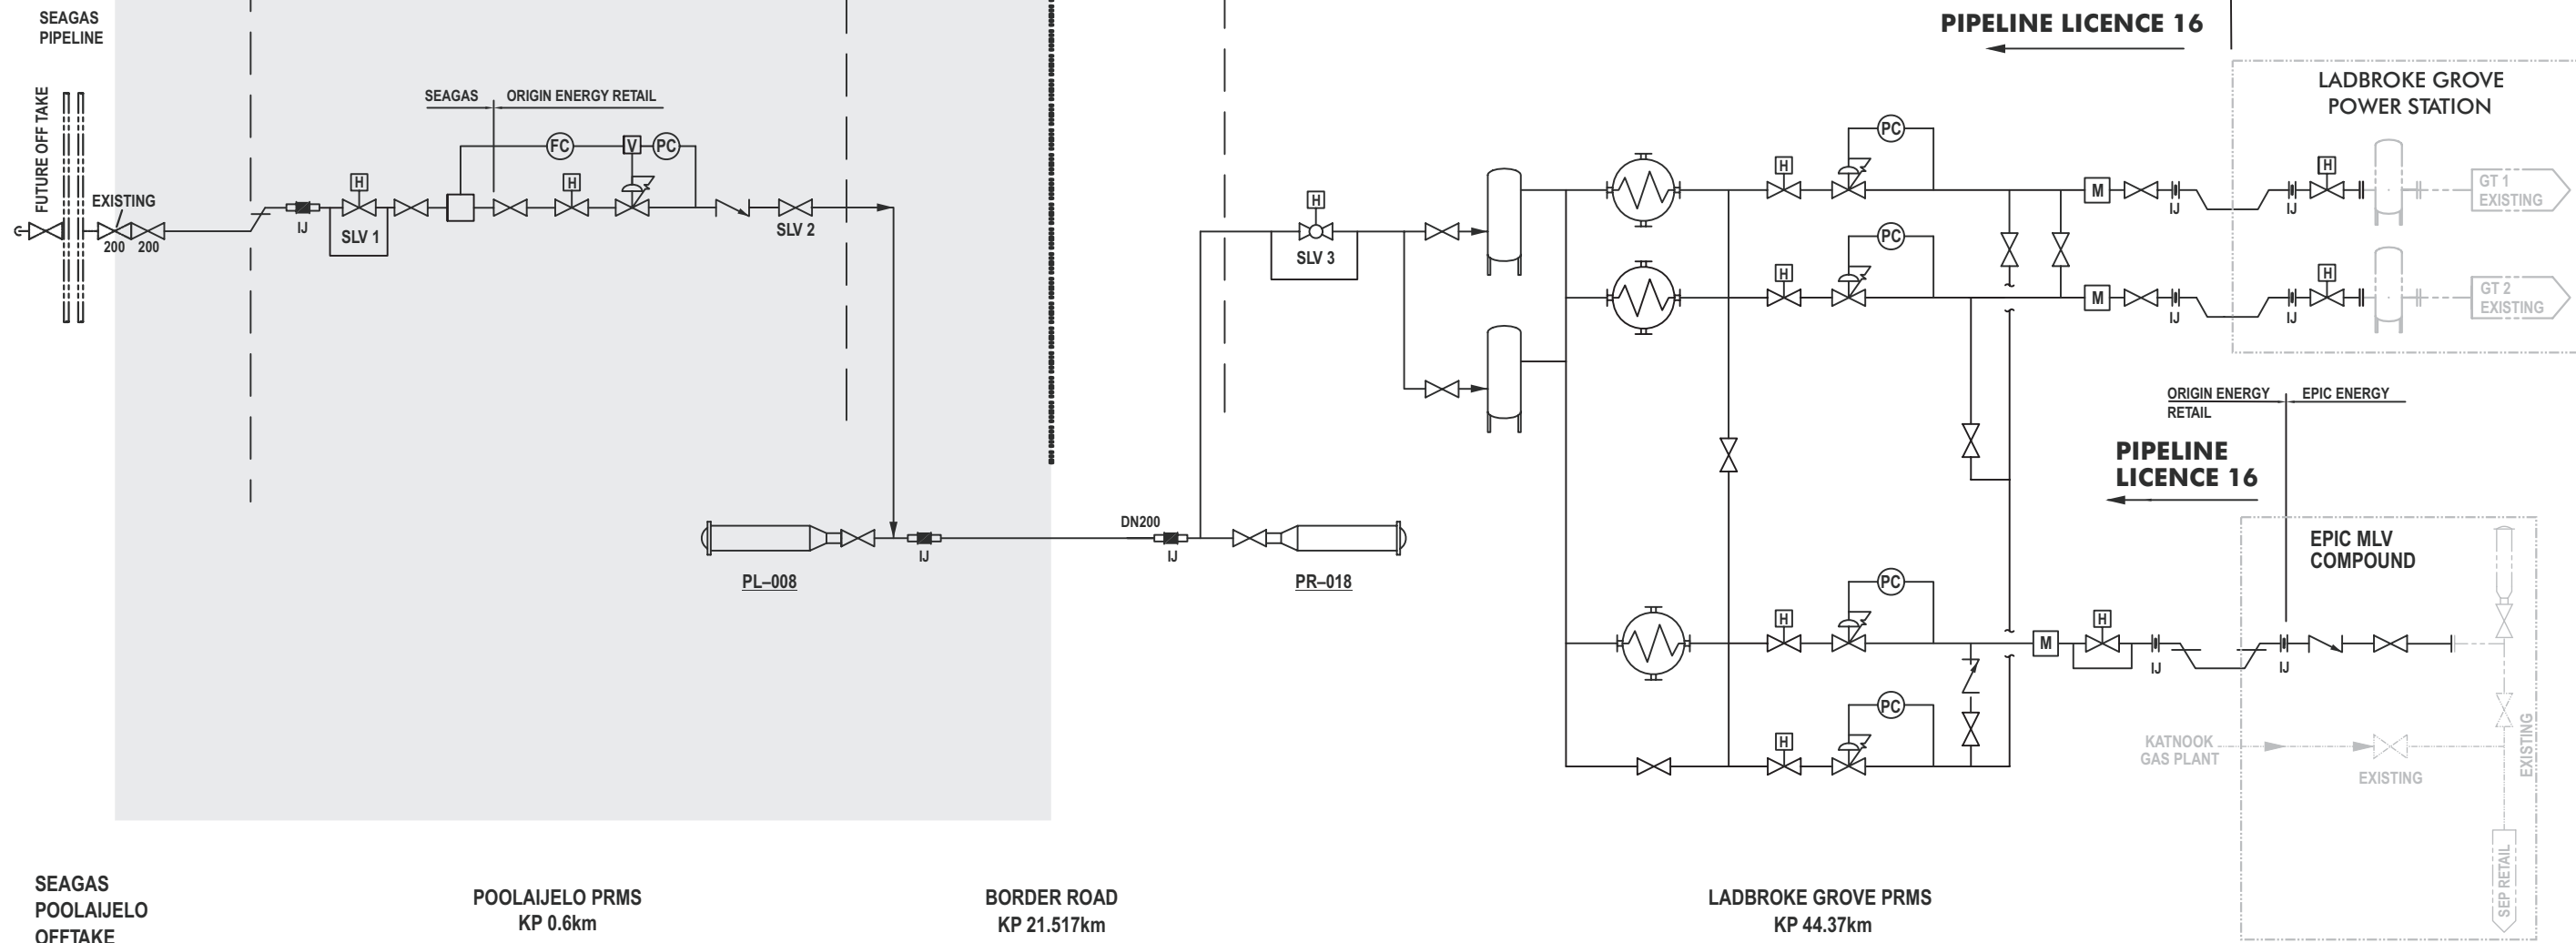 SEAGAS
PIPELINE
PIPELINE LICENCE 16
LADBROKE GROVE
POWER STATION
FUTURE OFF TAKE
SEAGAS
ORIGIN ENERGY RETAIL
FC
V
PC
PC
H
H
H
H
H
EXISTING
200
200
IJ
SLV 1
SLV 2
H
SLV 3
M
IJ
IJ
GT 1
EXISTING
PC
H
H
M
IJ
IJ
GT 2
EXISTING
ORIGIN ENERGY
RETAIL
EPIC ENERGY
PIPELINE
LICENCE 16
DN200
IJ
IJ
PL–008
PR–018
EPIC MLV
COMPOUND
PC
H
H
M
IJ
IJ
PC
H
KATNOOK
GAS PLANT
EXISTING
EXISTING
SEP RETAIL
SEAGAS
POOLAIJELO
OFFTAKE
POOLAIJELO PRMS
KP 0.6km
BORDER ROAD
KP 21.517km
LADBROKE GROVE PRMS
KP 44.37km